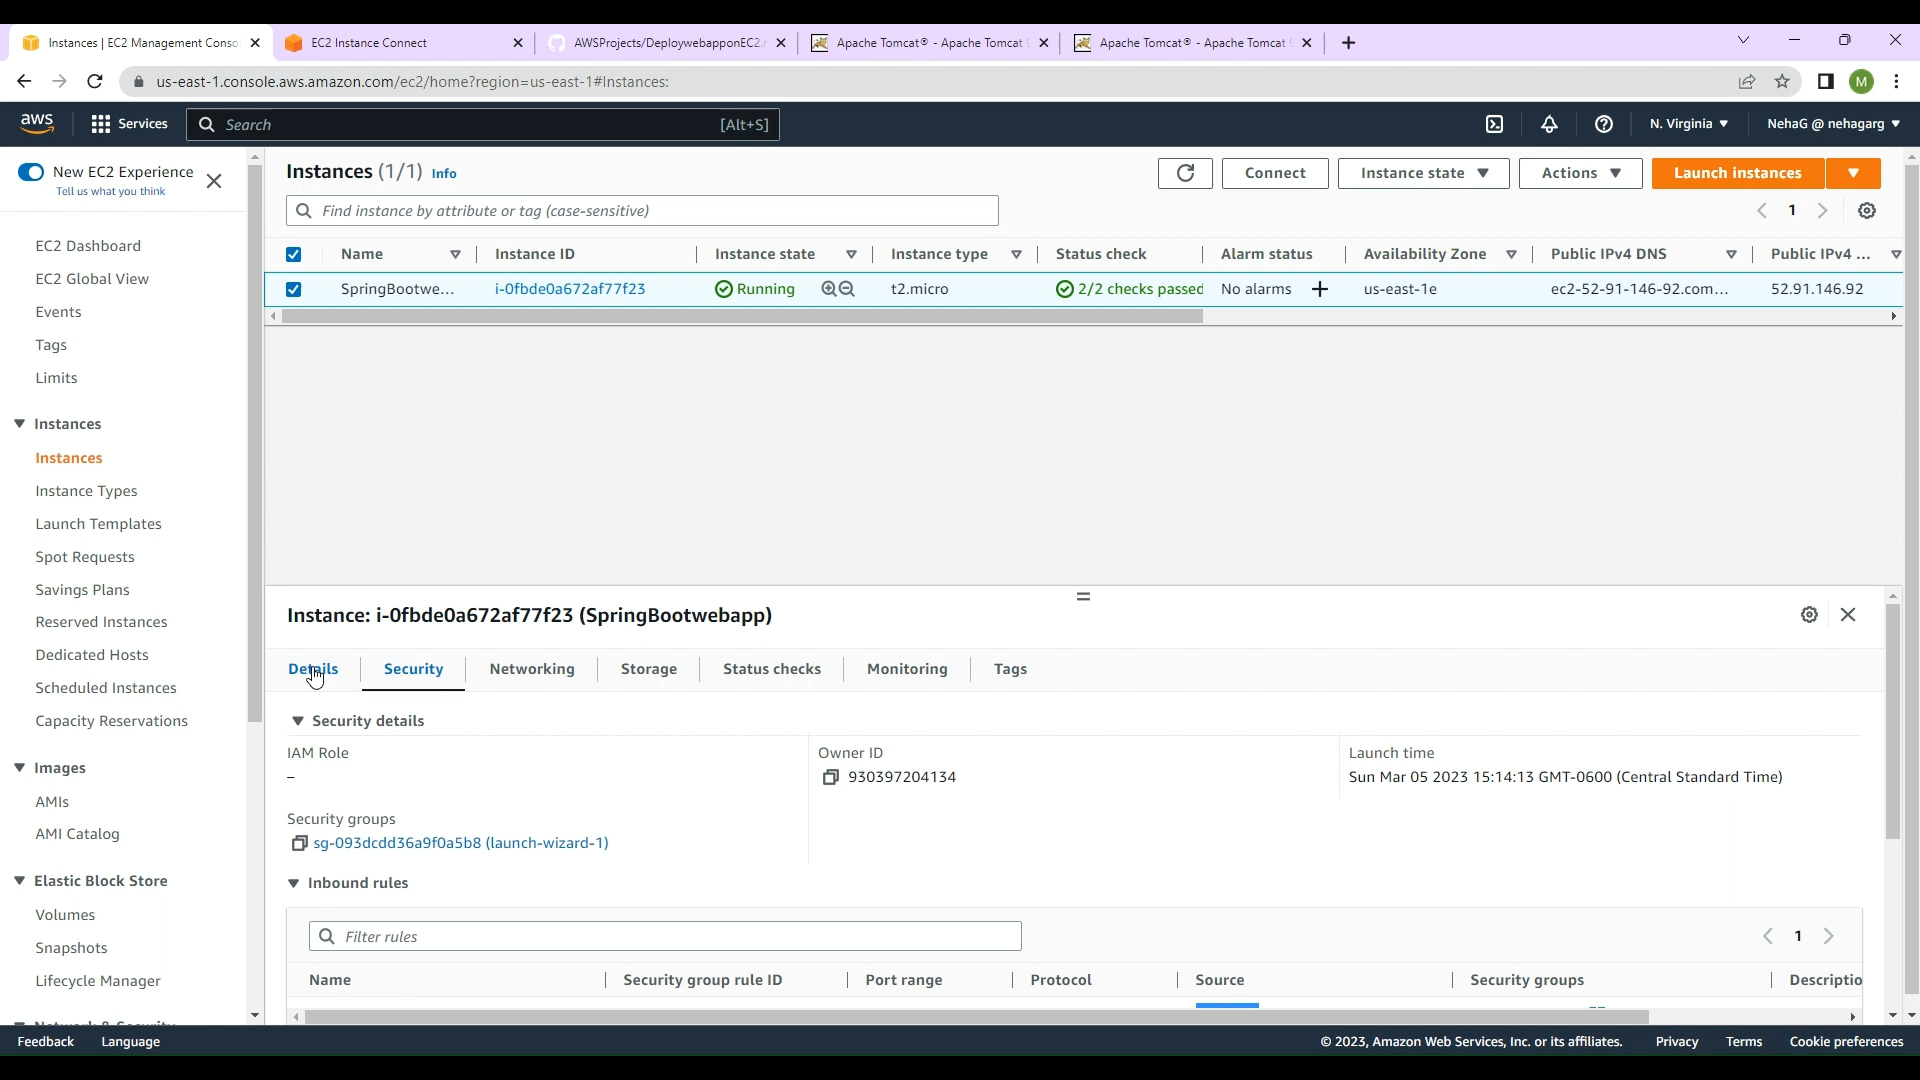 Instances | EC2 Management Conso
EC2 Instance Connect
AWSProjects/DeploywebapponEC2.
Apache Tomcat® - Apache Tomcat
Apache Tomcat® - Apache Tomcat
us-east-1.console.aws.amazon.com/ec2/home?region=us-east-1#Instances:
M
aws
Services
Search
[Alt+S]
N. Virginia
NehaG @ nehagarg
New EC2 Experience
Tell us what you think
EC2 Dashboard
EC2 Global View
Events
Tags
Limits
Instances
Instances
Instance Types
Launch Templates
Spot Requests
Savings Plans
Reserved Instances
Dedicated Hosts
Scheduled Instances
Capacity Reservations
Images
AMIs
AMI Catalog
Elastic Block Store
Volumes
Snapshots
Lifecycle Manager
Instances (1/1) Info
Connect
Instance state
Actions
Launch instances
Find instance by attribute or tag (case-sensitive)
1
Name Instance ID Instance state Instance type Status check Alarm status Availability Zone Public IPv4 DNS Public IPv4 ...
SpringBootwe... i-0fbde0a672af77f23 Running t2.micro 2/2 checks passed No alarms + us-east-1e ec2-52-91-146-92.com... 52.91.146.92
Instance: i-0fbde0a672af77f23 (SpringBootwebapp)
Details Security Networking Storage Status checks Monitoring Tags
Security details
IAM Role
–
Owner ID
930397204134
Launch time
Sun Mar 05 2023 15:14:13 GMT-0600 (Central Standard Time)
Security groups
sg-093dcdd36a9f0a5b8 (launch-wizard-1)
Inbound rules
Filter rules
1
Name Security group rule ID Port range Protocol Source Security groups Descriptio
Feedback Language
© 2023, Amazon Web Services, Inc. or its affiliates. Privacy Terms Cookie preferences